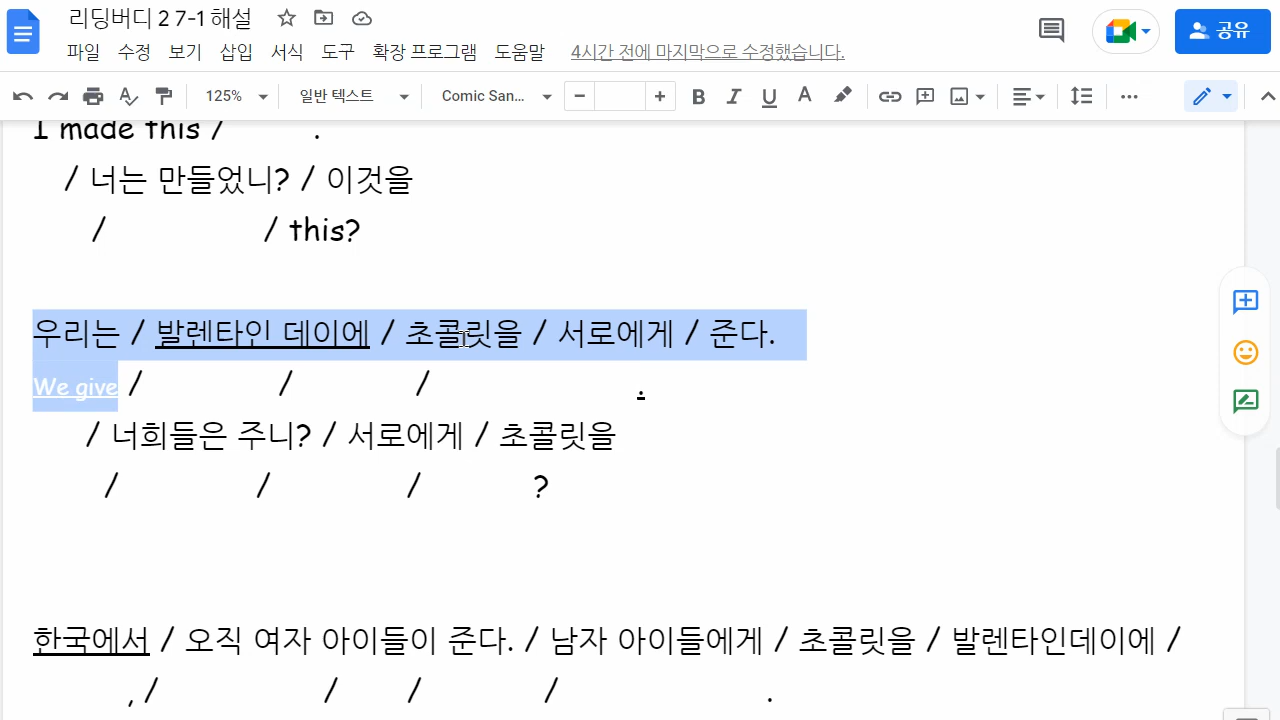 리딩버디 2 7-1 해설
파일 수정 보기 삽입 서식 도구 확장 프로그램 도움말 4시간 전에 마지막으로 수정했습니다.
공유
125% 일반 텍스트 Comic San... − + B I U A ...
I made this / .
/ 너는 만들었니? / 이것을
/ / this?
우리는 / 발렌타인 데이에 / 초콜릿을 / 서로에게 / 준다.
We give / / / .
/ 너희들은 주니? / 서로에게 / 초콜릿을
/ / / ?
한국에서 / 오직 여자 아이들이 준다. / 남자 아이들에게 / 초콜릿을 / 발렌타인데이에 /
, / / / / .